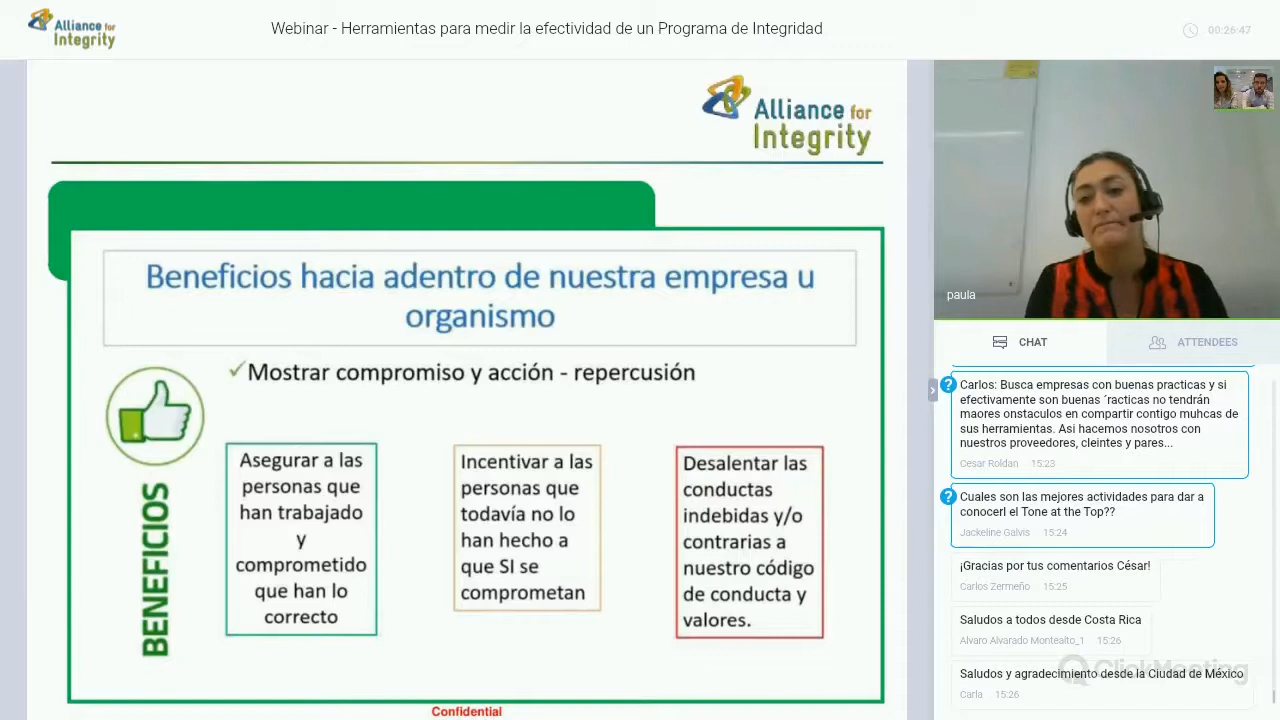 Alliance for
Integrity
Webinar - Herramientas para medir la efectividad de un Programa de Integridad
00:26:47
Alliance for
Integrity
Beneficios hacia adentro de nuestra empresa u
organismo
Mostrar compromiso y acción - repercusión
BENEFICIOS
Asegurar a las
personas que
han trabajado
y
comprometido
que han lo
correcto
Incentivar a las
personas que
todavía no lo
han hecho a
que SI se
comprometan
Desalentar las
conductas
indebidas y/o
contrarias a
nuestro código
de conducta y
valores.
Confidential
paula
CHAT
ATTENDEES
Carlos: Busca empresas con buenas practicas y si
efectivamente son buenas ´racticas no tendrán
maores onstaculos en compartir contigo muhcas de
sus herramientas. Asi hacemos nosotros con
nuestros proveedores, cleintes y pares...
Cesar Roldan 15:23
Cuales son las mejores actividades para dar a
conocerl el Tone at the Top??
Jackeline Galvis 15:24
¡Gracias por tus comentarios César!
Carlos Zermeño 15:25
Saludos a todos desde Costa Rica
Alvaro Alvarado Montealto_1 15:26
Saludos y agradecimiento desde la Ciudad de México
Carla 15:26
ClickMeeting